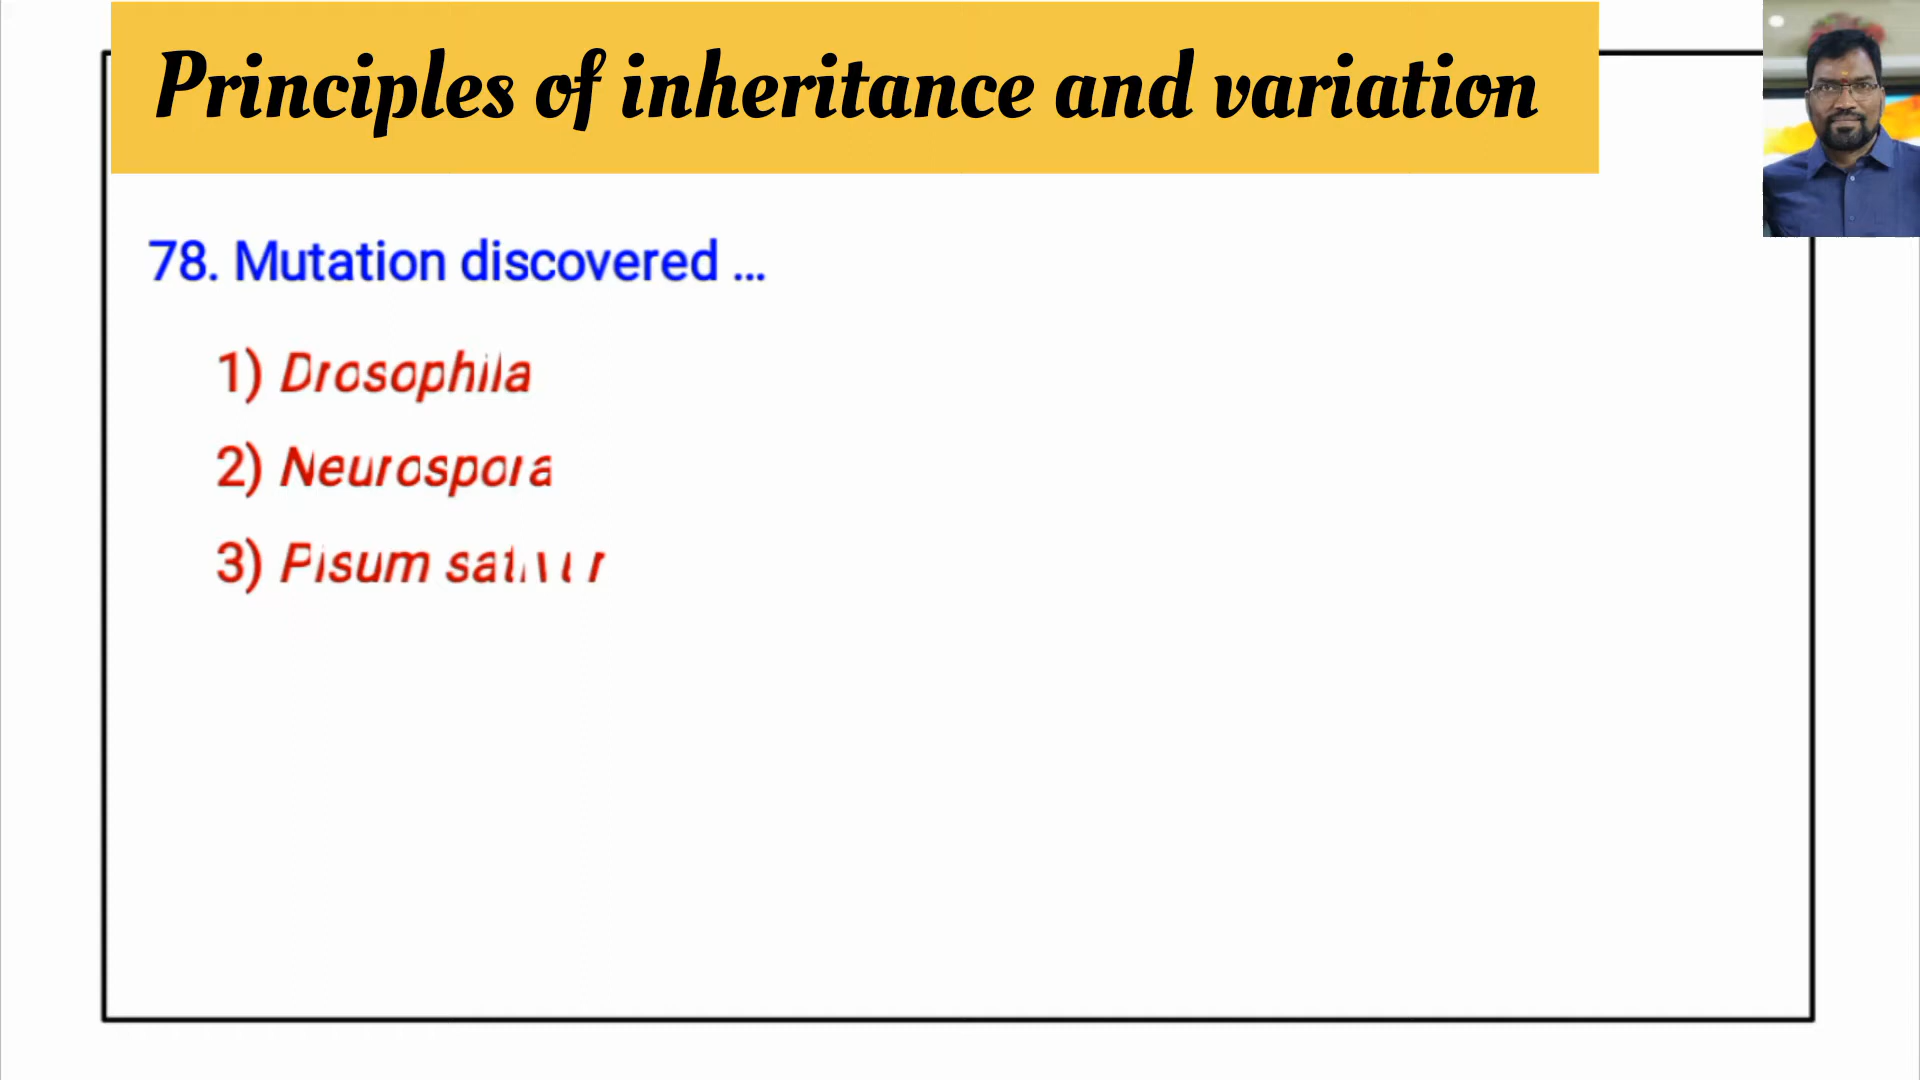 Principles of inheritance and variation
78. Mutation discovered ...
1) Drosophila
2) Neurospora
3) Pisum